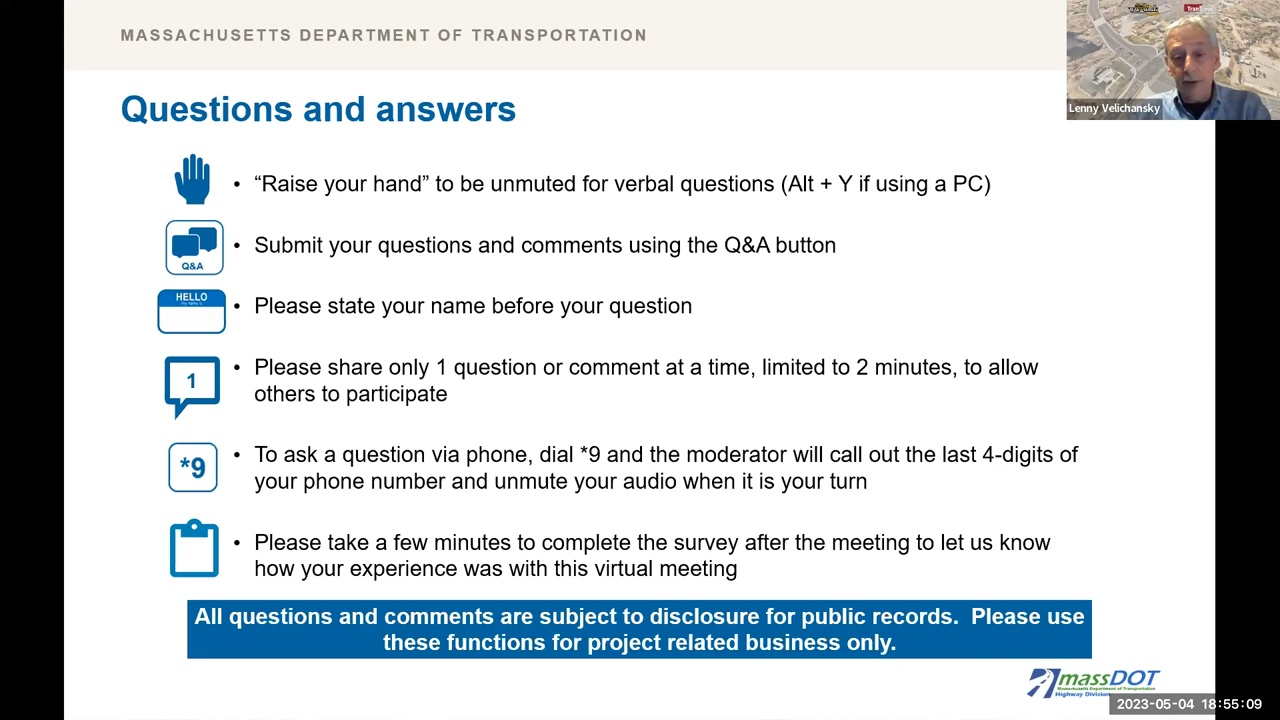 MASSACHUSETTS DEPARTMENT OF TRANSPORTATION
Lenny Velichansky
Questions and answers
• “Raise your hand” to be unmuted for verbal questions (Alt + Y if using a PC)
Q&A
• Submit your questions and comments using the Q&A button
HELLO
• Please state your name before your question
1
• Please share only 1 question or comment at a time, limited to 2 minutes, to allow
others to participate
*9
• To ask a question via phone, dial *9 and the moderator will call out the last 4-digits of
your phone number and unmute your audio when it is your turn
• Please take a few minutes to complete the survey after the meeting to let us know
how your experience was with this virtual meeting
All questions and comments are subject to disclosure for public records.  Please use
these functions for project related business only.
massDOT
Massachusetts Department of Transportation
Highway Division
2023-05-04 18:55:09